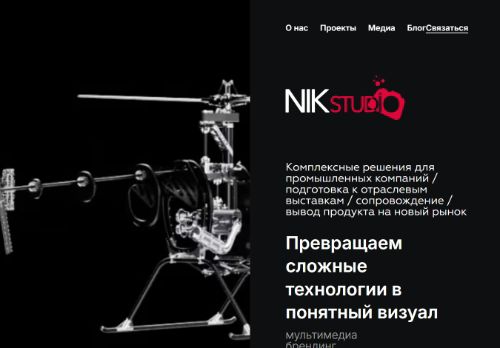 О нас Проекты Медиа Блог Связаться
NIK STUDIO
Комплексные решения для
промышленных компаний /
подготовка к отраслевым
выставкам / сопровождение /
вывод продукта на новый рынок
Превращаем
сложные
технологии в
понятный визуал
мультимедиа
брендинг